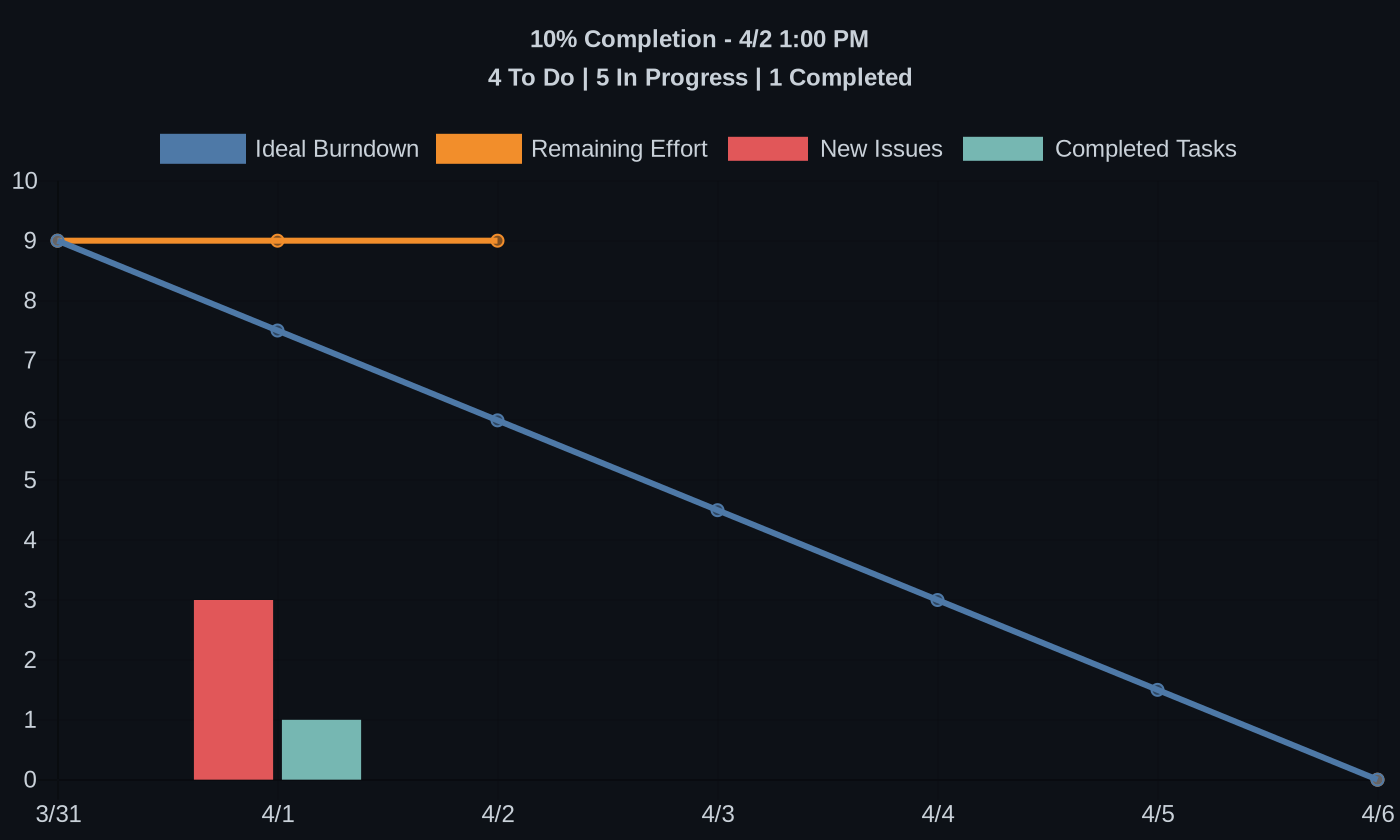 10% Completion - 4/2 1:00 PM
4 To Do | 5 In Progress | 1 Completed
Ideal Burndown Remaining Effort New Issues Completed Tasks
10
9
8
7
6
5
4
3
2
1
0
3/31 4/1 4/2 4/3 4/4 4/5 4/6